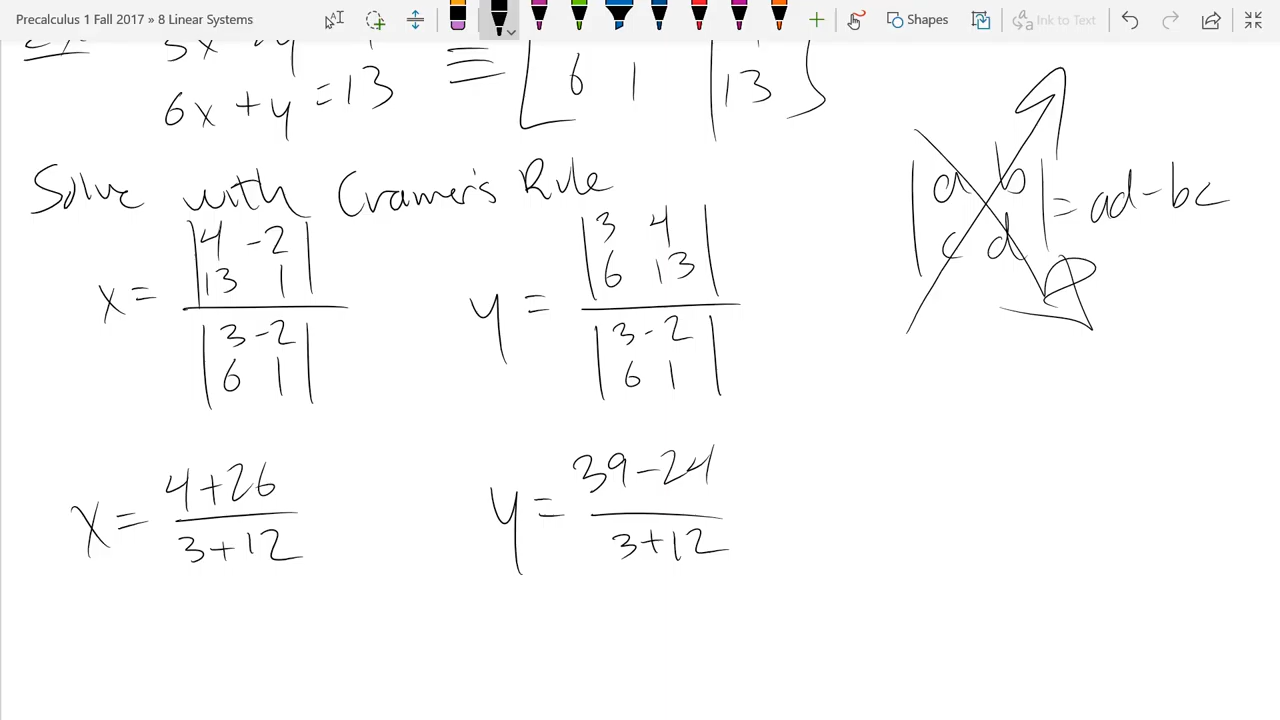 Precalculus 1 Fall 2017 » 8 Linear Systems
Shapes
Ink to Text
6x + y = 13
6 1 | 13
Solve with Cramer's Rule
|a b|
|c d| = ad - bc
x = |4 -2|
|13 1|
|3 -2|
|6 1|
y = |3 4|
|6 13|
|3 -2|
|6 1|
x = 4+26
3+12
y = 39-24
3+12